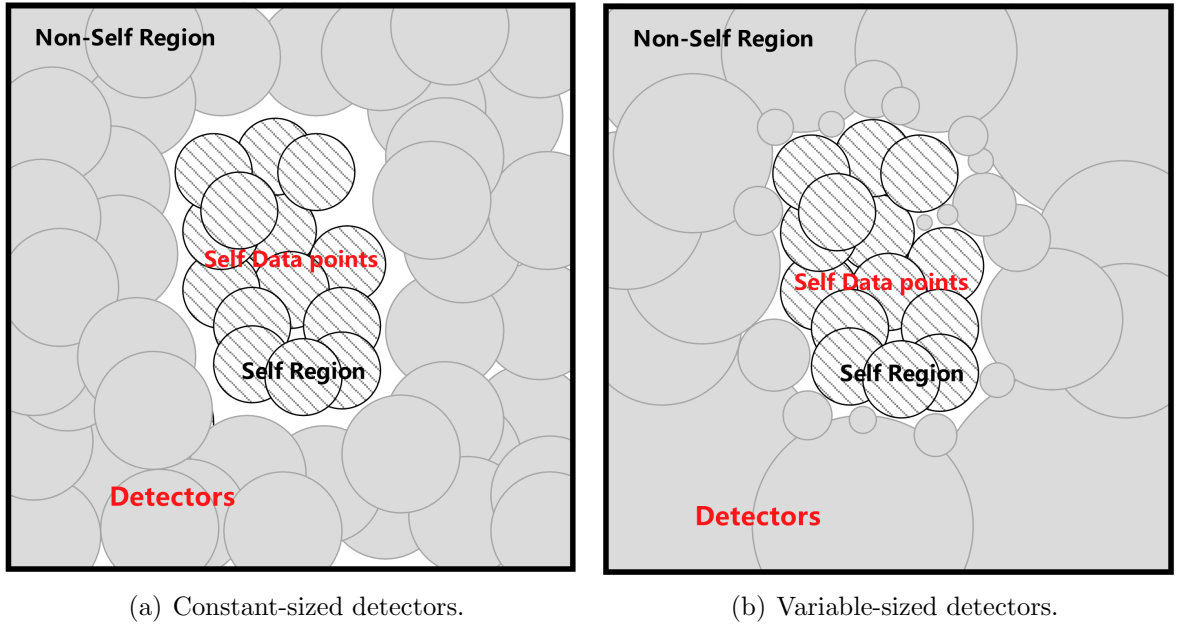 Non-Self Region
Self Data points
Self Region
Detectors
(a) Constant-sized detectors.
Non-Self Region
Self Data points
Self Region
Detectors
(b) Variable-sized detectors.